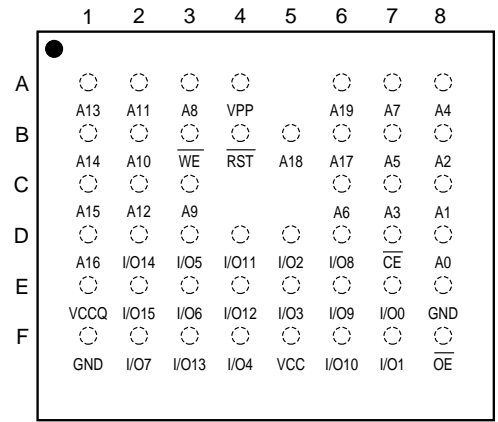 1 2 3 4 5 6 7 8
A
A13 A11 A8 VPP A19 A7 A4
B
A14 A10 WE RST A18 A17 A5 A2
C
A15 A12 A9 A6 A3 A1
D
A16 I/O14 I/O5 I/O11 I/O2 I/O8 CE A0
E
VCCQ I/O15 I/O6 I/O12 I/O3 I/O9 I/O0 GND
F
GND I/O7 I/O13 I/O4 VCC I/O10 I/O1 OE